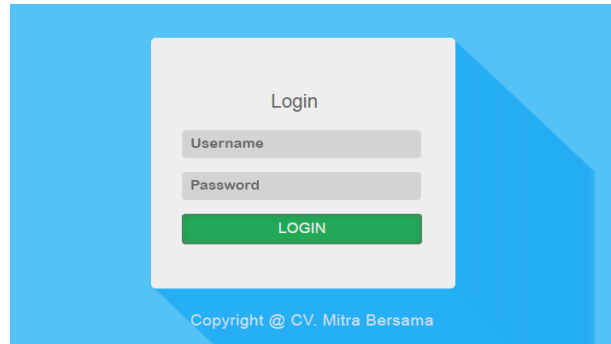 Login
Username
Password
LOGIN
Copyright @ CV. Mitra Bersama